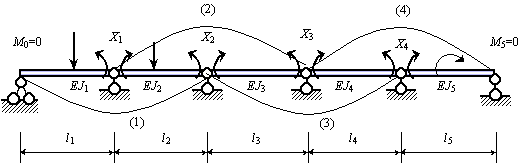 (2) (4)
M0=0 X1 X2 X3 X4 M5=0
EJ1 EJ2 EJ3 EJ4 EJ5
(1) (3)
l1 l2 l3 l4 l5